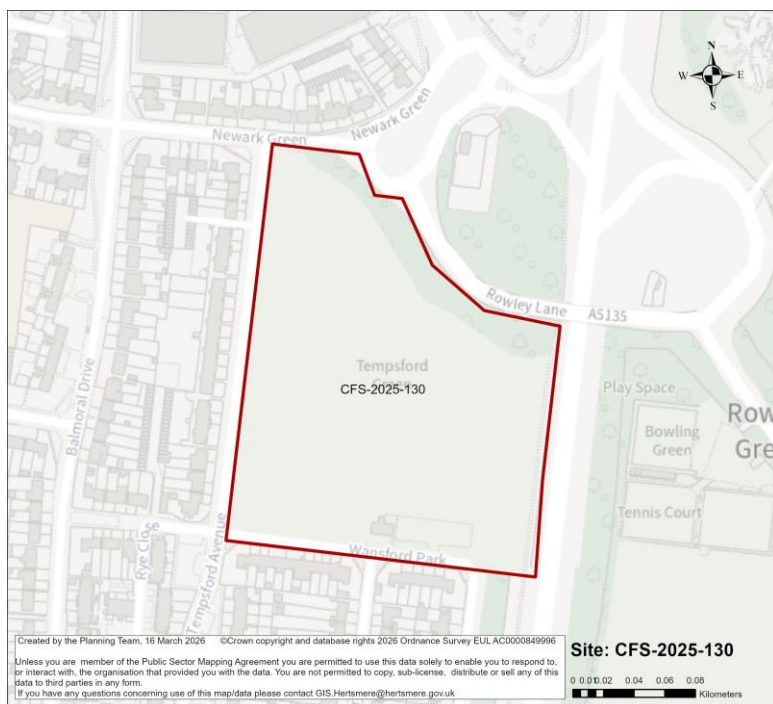 N
W E
S
Newark Green
Newark Green
Rowley Lane A5135
Tempsford
Green
CFS-2025-130
Play Space
Bowling
Green
Tennis Court
Row
Gre
Balmoral Drive
Rye Close
Tempsford Avenue
Wansford Park
Created by the Planning Team, 16 March 2026 ©Crown copyright and database rights 2026 Ordnance Survey EUL AC0000849996
Unless you are member of the Public Sector Mapping Agreement you are permitted to use this data solely to enable you to respond to,
or interact with, the organisation that provided you with the data. You are not permitted to copy, sub-license, distribute or sell any of this
data to third parties in any form.
If you have any questions concerning use of this map/data please contact GIS.Hertsmere@hertsmere.gov.uk
Site: CFS-2025-130
0 0.01 0.02 0.04 0.06 0.08
Kilometers